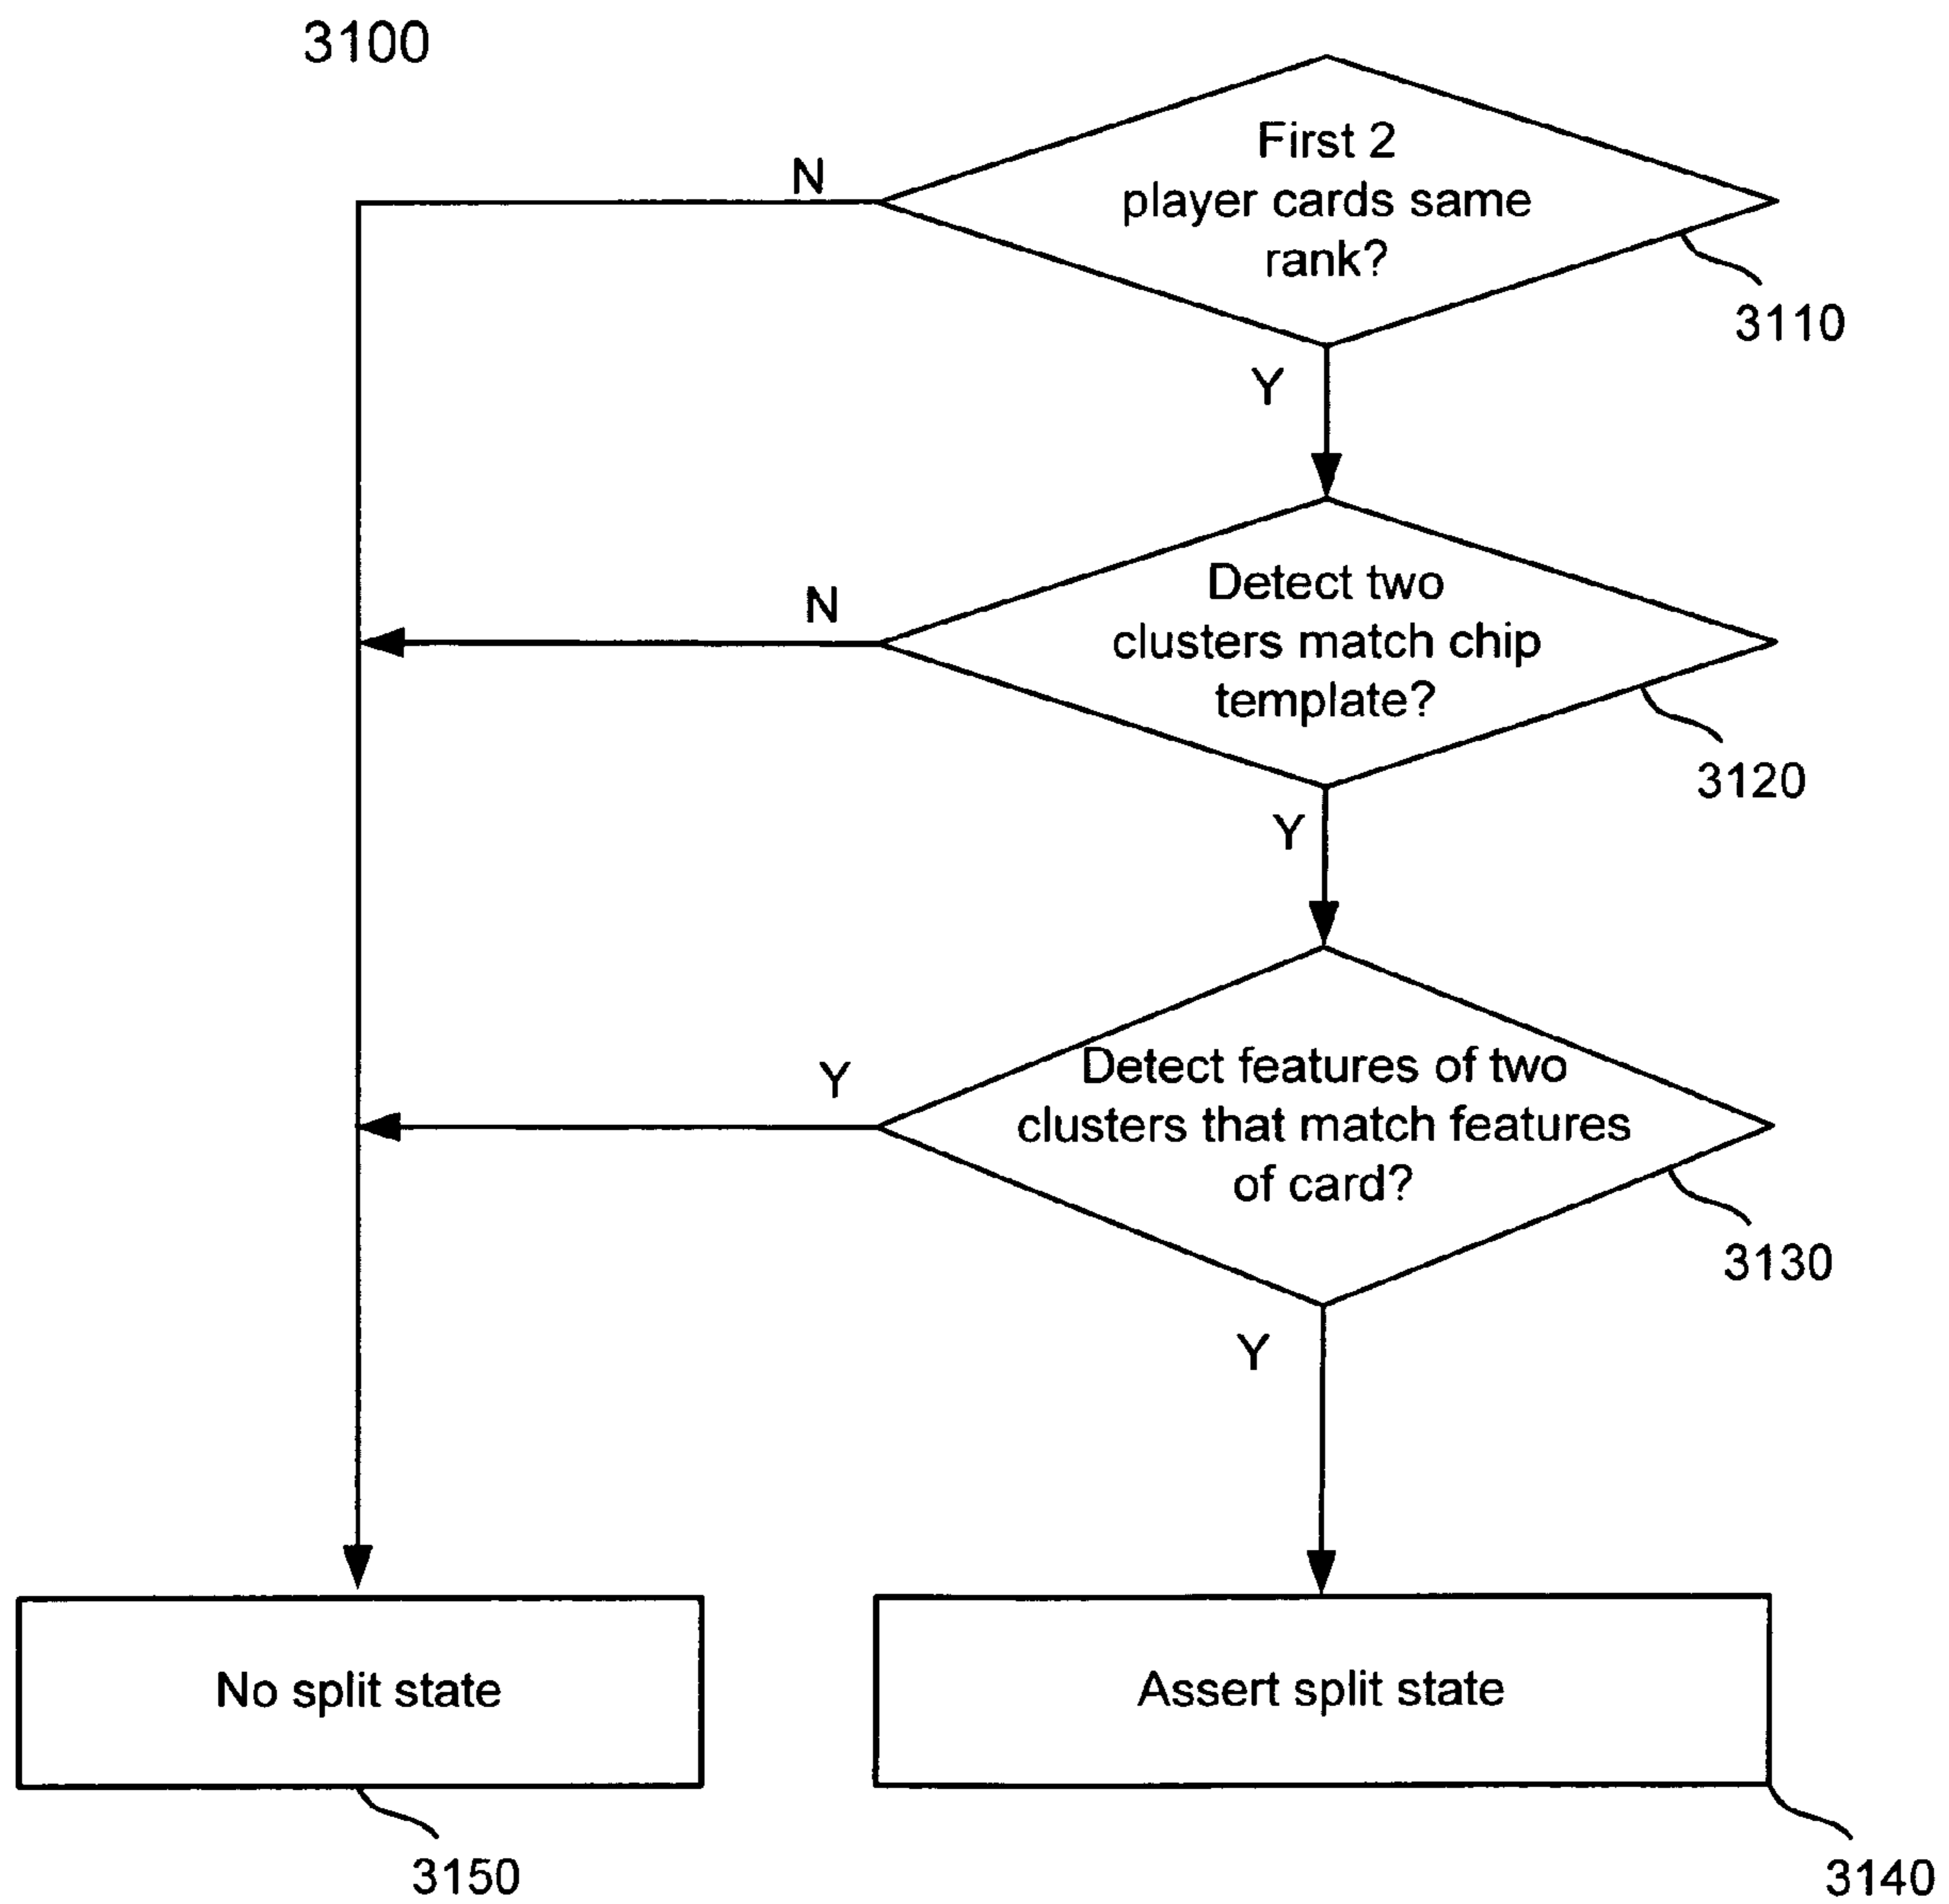 3100
First 2
player cards same
rank?
N
3110
Y
Detect two
clusters match chip
template?
N
3120
Y
Detect features of two
clusters that match features
of card?
Y
3130
Y
No split state
Assert split state
3150
3140